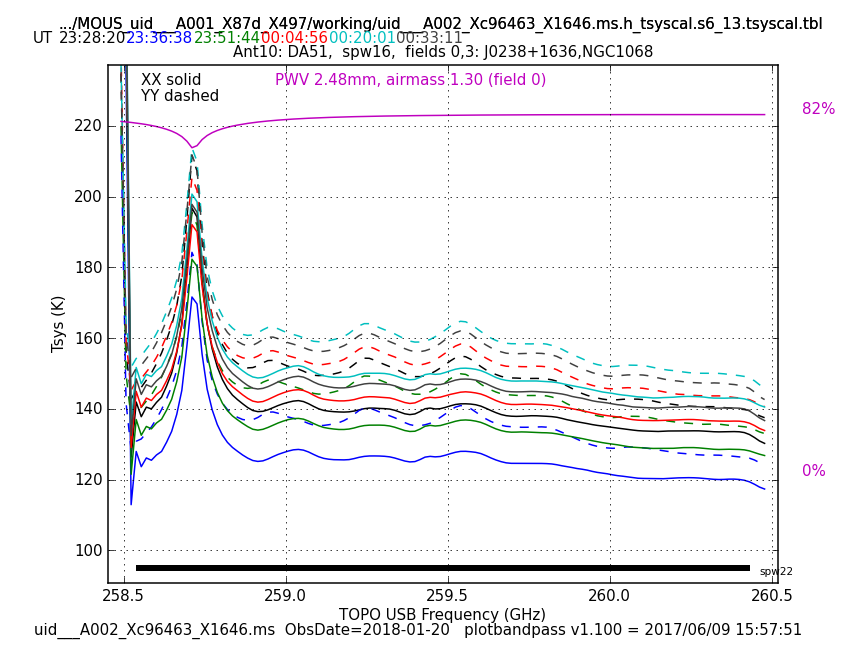 .../MOUS_uid___A001_X87d_X497/working/uid___A002_Xc96463_X1646.ms.h_tsyscal.s6_13.tsyscal.tbl
UT 23:28:20 23:36:38 23:51:44 00:04:56 00:20:01 00:33:11
Ant10: DA51, spw16, fields 0,3: J0238+1636,NGC1068
XX solid
PWV 2.48mm, airmass 1.30 (field 0)
YY dashed
82%
220
200
180
160
140
120
100
Tsys (K)
0%
spw22
258.5 259.0 259.5 260.0 260.5
TOPO USB Frequency (GHz)
uid___A002_Xc96463_X1646.ms ObsDate=2018-01-20 plotbandpass v1.100 = 2017/06/09 15:57:51